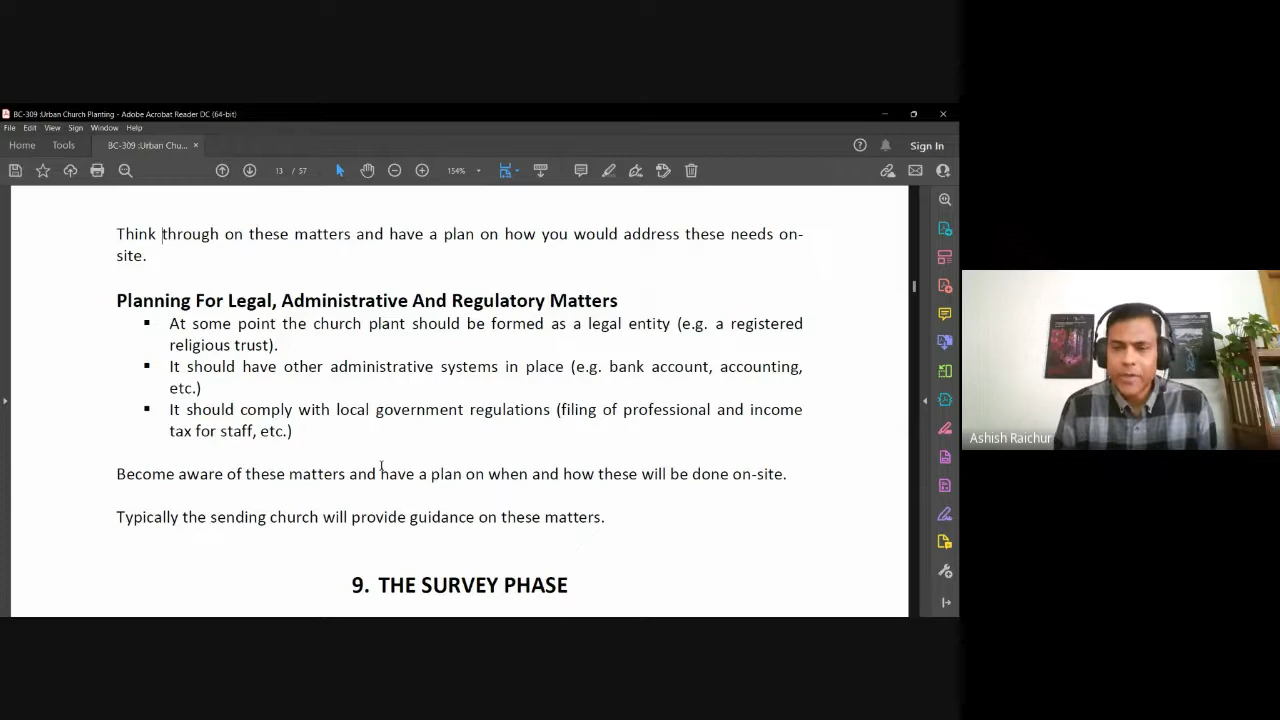 BC-309 :Urban Church Planting - Adobe Acrobat Reader DC (64-bit)
File Edit View Sign Window Help
Home Tools BC-309 :Urban Chu... × Sign In
13 / 57 154%
Think through on these matters and have a plan on how you would address these needs on-
site.
Planning For Legal, Administrative And Regulatory Matters
▪ At some point the church plant should be formed as a legal entity (e.g. a registered
religious trust).
▪ It should have other administrative systems in place (e.g. bank account, accounting,
etc.)
▪ It should comply with local government regulations (filing of professional and income
tax for staff, etc.)
Become aware of these matters and have a plan on when and how these will be done on-site.
Typically the sending church will provide guidance on these matters.
9. THE SURVEY PHASE
Ashish Raichur